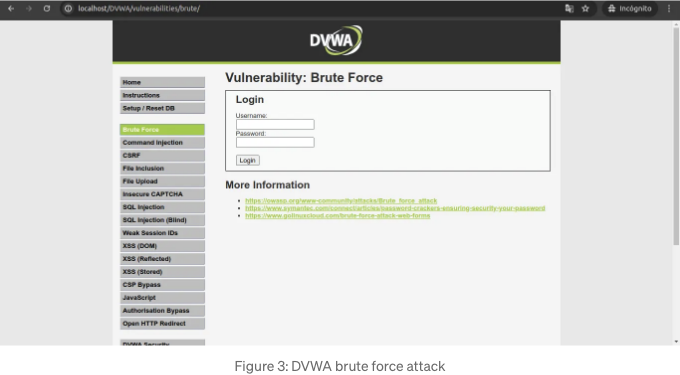 localhost/DVWA/vulnerabilities/brute/
Incógnito
DVWA
Home
Instructions
Setup / Reset DB
Brute Force
Command Injection
CSRF
File Inclusion
File Upload
Insecure CAPTCHA
SQL Injection
SQL Injection (Blind)
Weak Session IDs
XSS (DOM)
XSS (Reflected)
XSS (Stored)
CSP Bypass
JavaScript
Authorisation Bypass
Open HTTP Redirect
DVWA Security
Vulnerability: Brute Force
Login
Username:
Password:
Login
More Information
https://owasp.org/www-community/attacks/Brute_force_attack
https://www.symantec.com/connect/articles/password-crackers-ensuring-security-your-password
https://www.golinuxcloud.com/brute-force-attack-web-forms
Figure 3: DVWA brute force attack